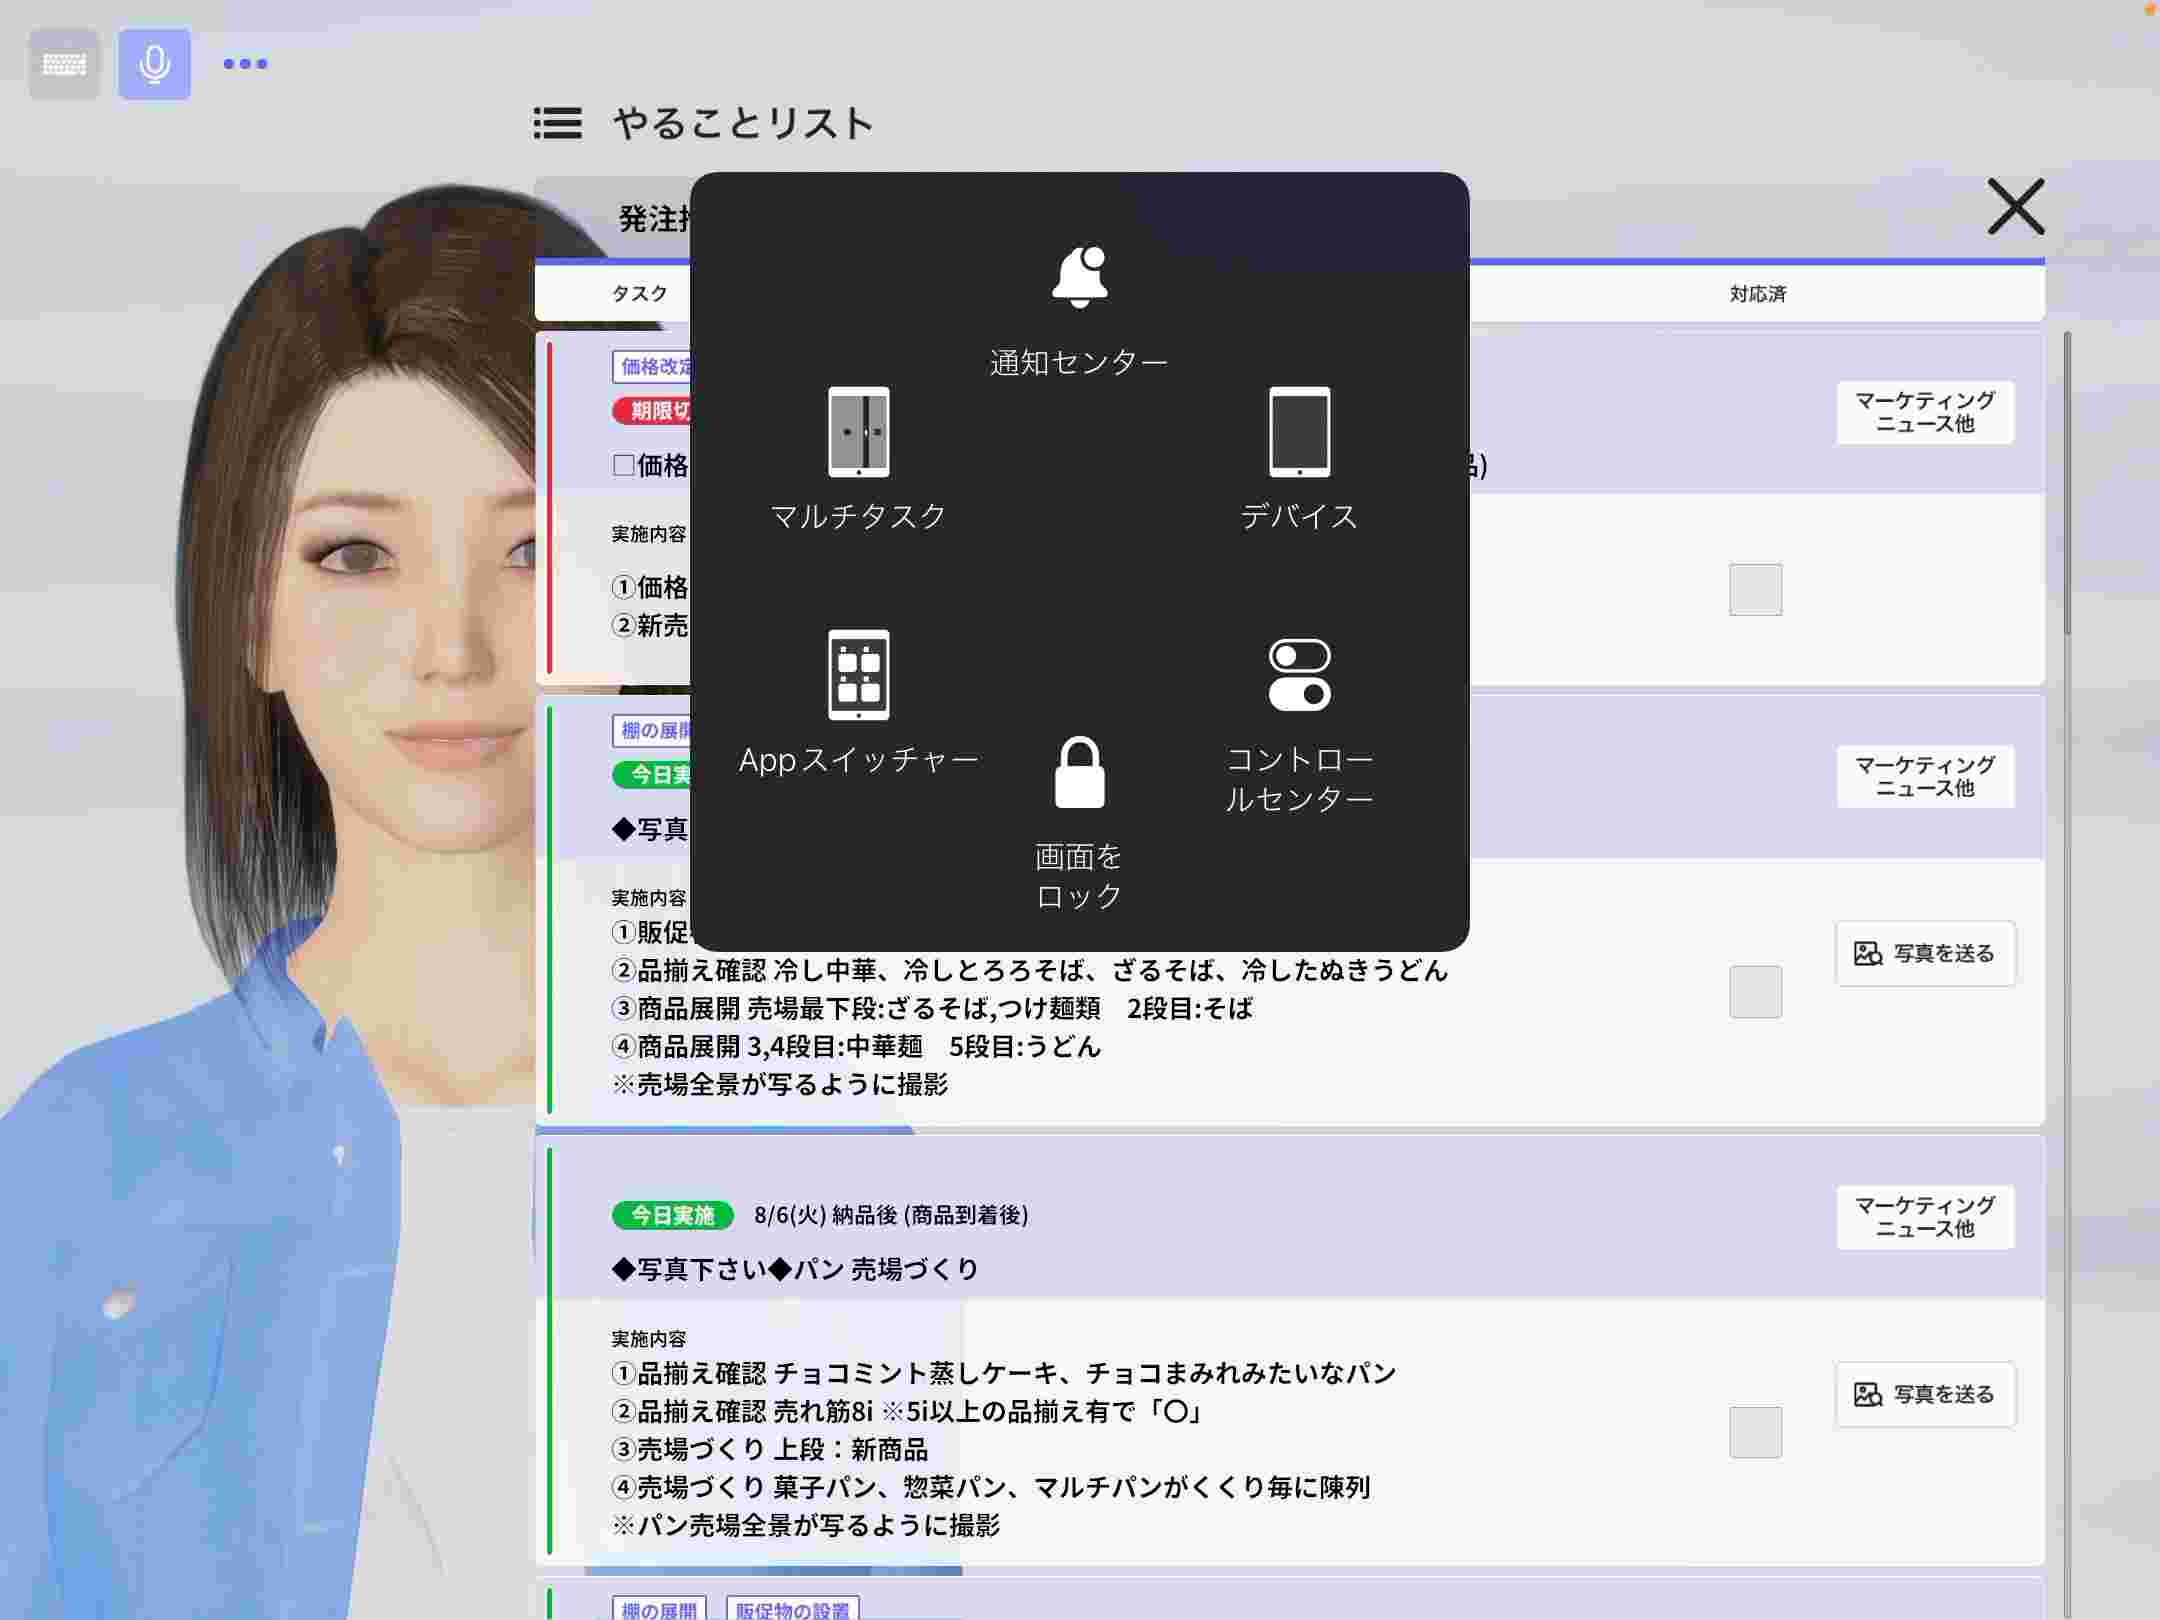 やることリスト
発注
タスク
対応済
通知センター
マルチタスク
デバイス
Appスイッチャー
コントロー
ルセンター
画面を
ロック
価格改定
期限切
□価格
品)
マーケティング
ニュース他
実施内容
①価格
②新売
棚の展開
今日実
◆写真
マーケティング
ニュース他
実施内容
①販促
②品揃え確認 冷し中華、冷しとろろそば、ざるそば、冷したぬきうどん
③商品展開 売場最下段:ざるそば,つけ麺類　2段目:そば
④商品展開 3,4段目:中華麺　5段目:うどん
※売場全景が写るように撮影
写真を送る
今日実施 8/6(火) 納品後 (商品到着後)
◆写真下さい◆パン 売場づくり
マーケティング
ニュース他
実施内容
①品揃え確認 チョコミント蒸しケーキ、チョコまみれみたいなパン
②品揃え確認 売れ筋8i ※5i以上の品揃え有で「〇」
③売場づくり 上段：新商品
④売場づくり 菓子パン、惣菜パン、マルチパンがくくり毎に陳列
※パン売場全景が写るように撮影
写真を送る
棚の展開 販促物の設置